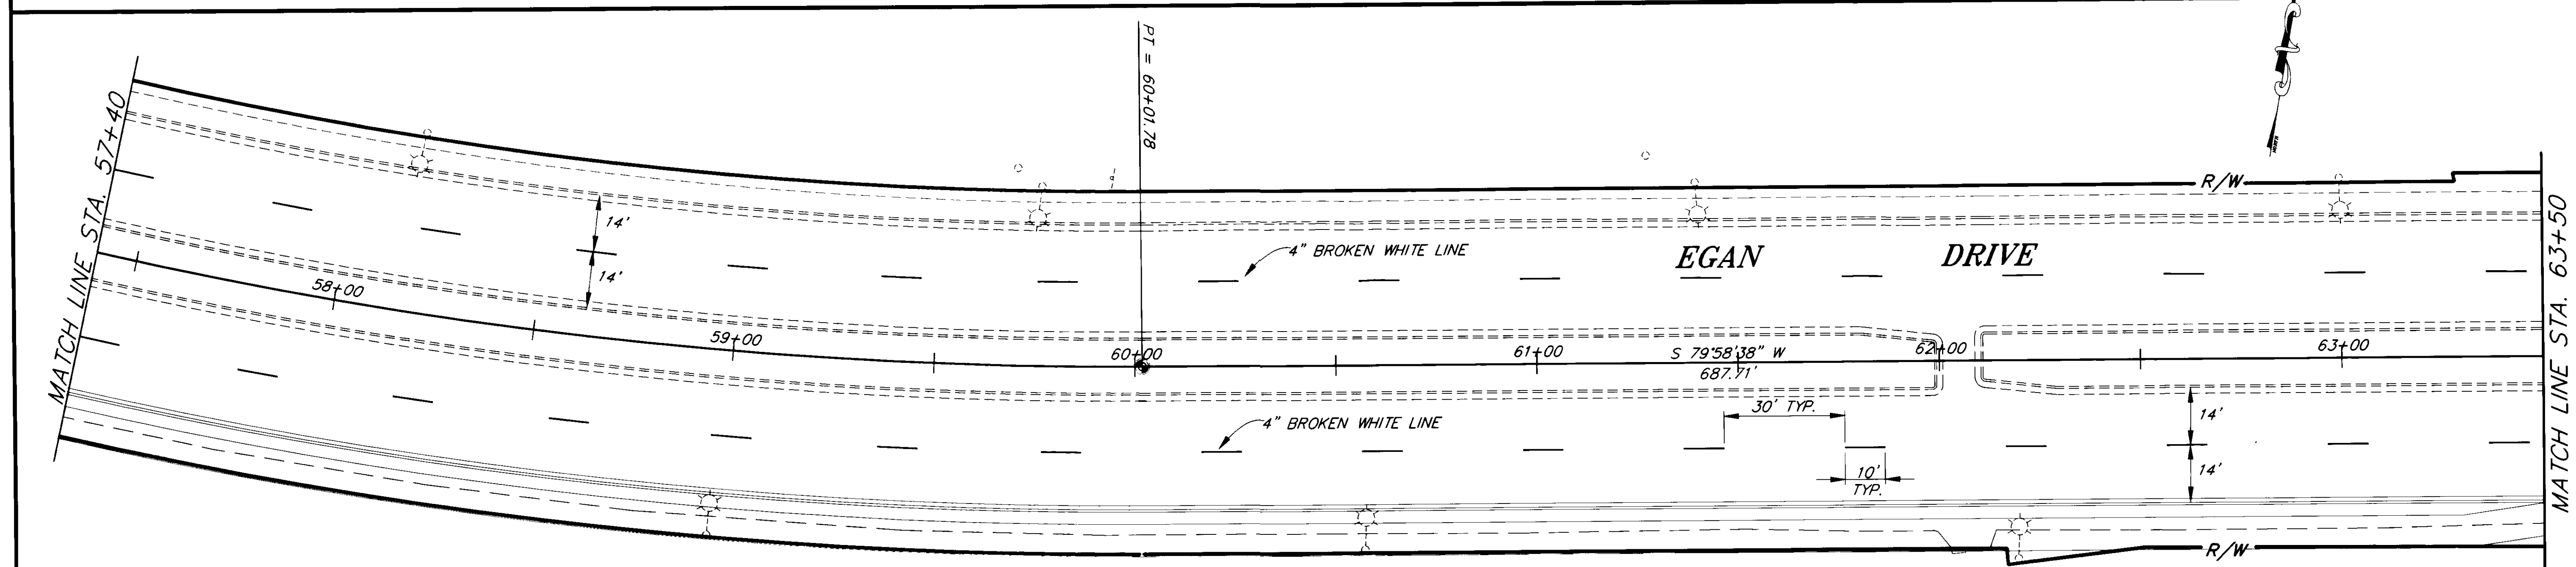 MATCH LINE STA. 57+40
PT = 60+01.78
R/W
14'
14'
4" BROKEN WHITE LINE
EGAN DRIVE
58+00
59+00
60+00
61+00
S 79°58'38" W
687.71'
62+00
63+00
4" BROKEN WHITE LINE
30' TYP.
10'
TYP.
14'
14'
R/W
MATCH LINE STA. 63+50